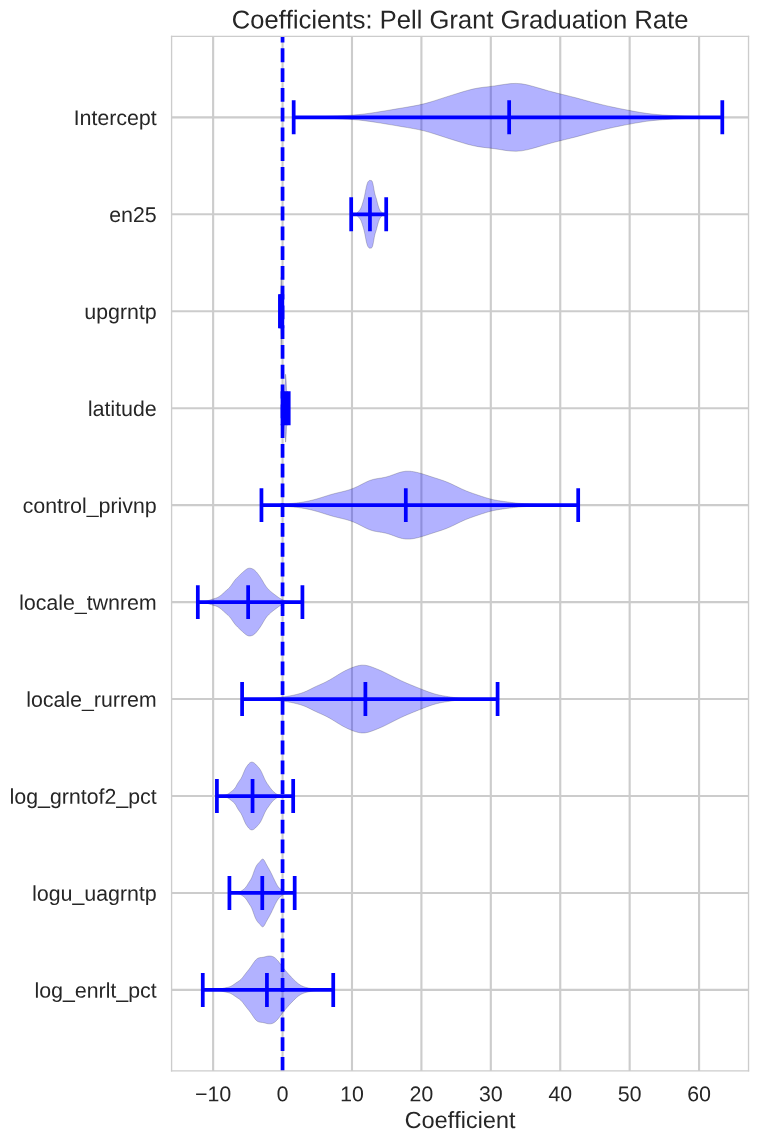 Coefficients: Pell Grant Graduation Rate
Intercept
en25
upgrntp
latitude
control_privnp
locale_twnrem
locale_rurrem
log_grntof2_pct
logu_uagrntp
log_enrlt_pct
−10 0 10 20 30 40 50 60
Coefficient